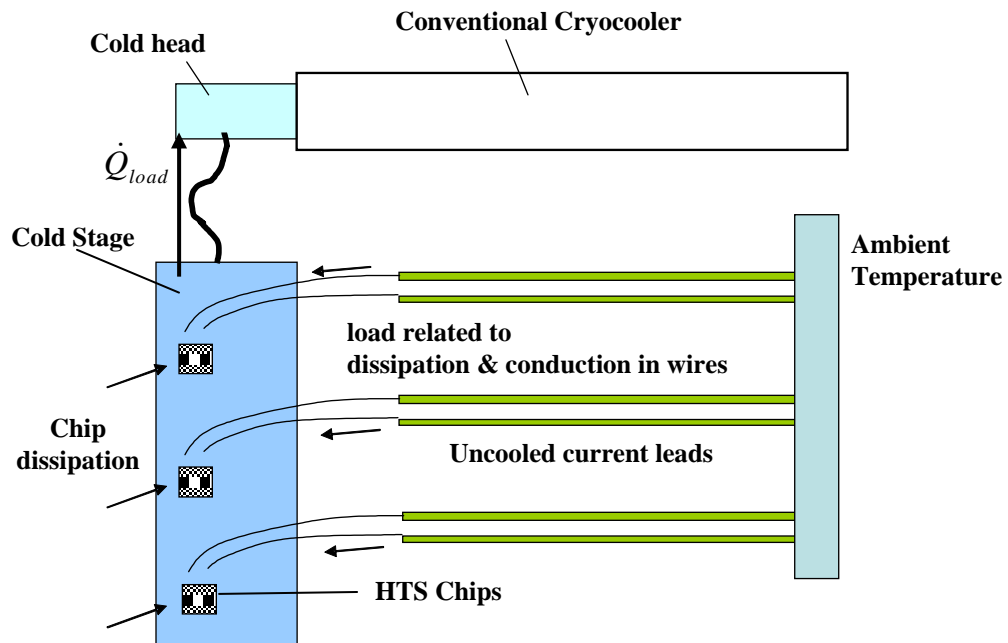 Conventional Cryocooler
Cold head
Q̇load
Cold Stage
Ambient
Temperature
load related to
dissipation & conduction in wires
Chip
dissipation
Uncooled current leads
HTS Chips